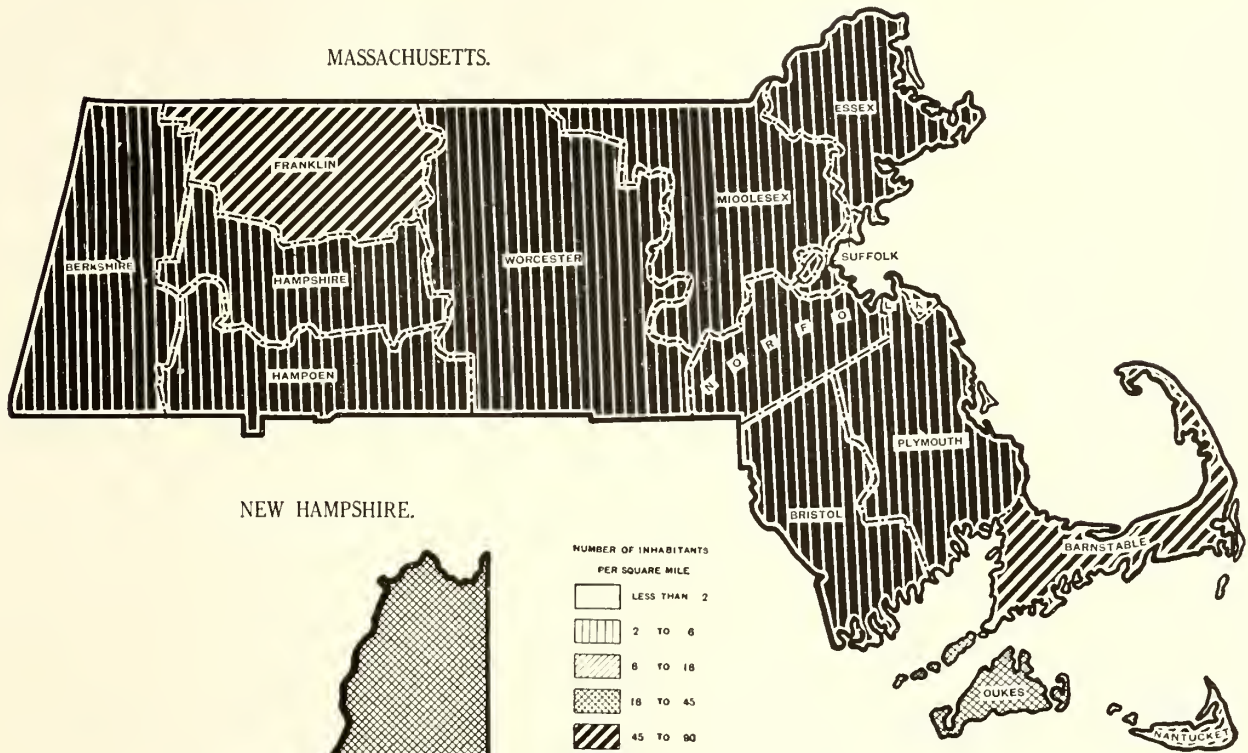 MASSACHUSETTS.
ESSEX
FRANKLIN
MIOOLESEX
BERKSHIRE
WORCESTER
SUFFOLK
HAMPSHIRE
NORFOLK
HAMPOEN
PLYMOUTH
NEW HAMPSHIRE.
BRISTOL
BARNSTABLE
NUMBER OF INHABITANTS
PER SQUARE MILE
LESS THAN 2
2 TO 6
6 TO 18
18 TO 45
45 TO 90
OUKES
NANTUCKET